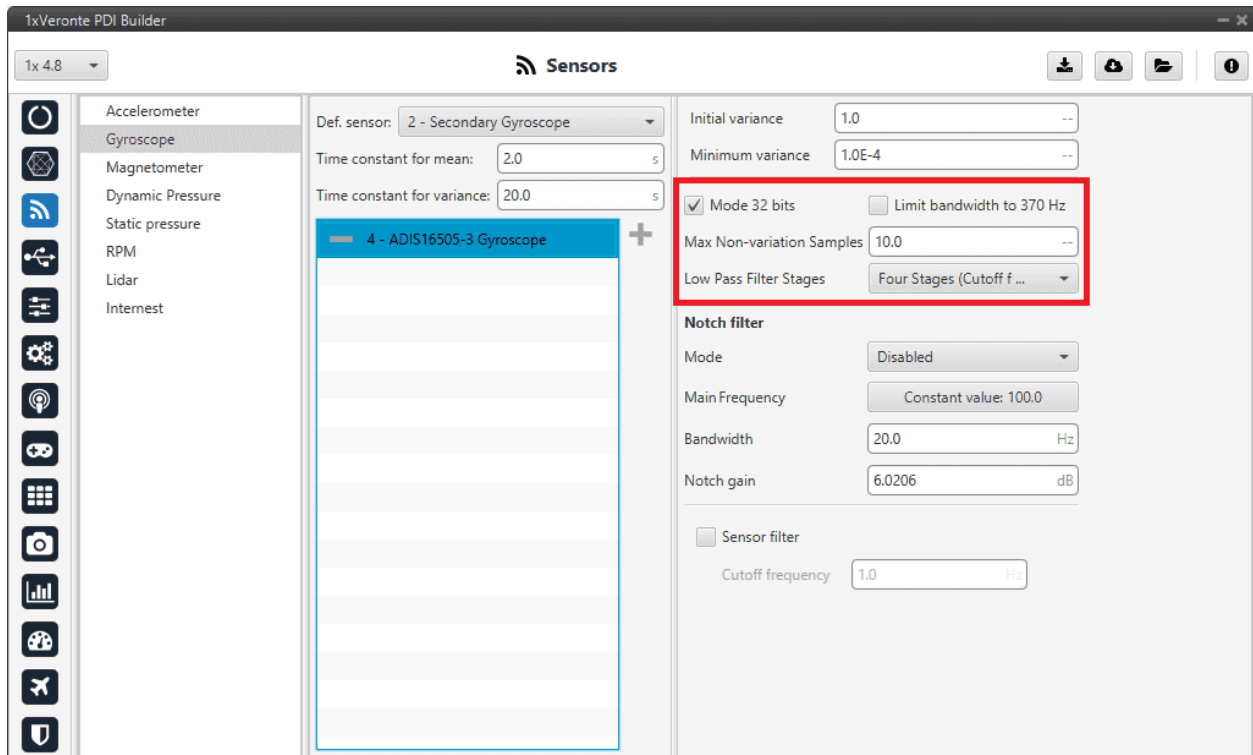 1xVeronte PDI Builder
1x 4.8
Sensors
Accelerometer
Gyroscope
Magnetometer
Dynamic Pressure
Static pressure
RPM
Lidar
Internest
Def. sensor: 2 - Secondary Gyroscope
Time constant for mean: 2.0 s
Time constant for variance: 20.0 s
4 - ADIS16505-3 Gyroscope
Initial variance 1.0 --
Minimum variance 1.0E-4 --
Mode 32 bits Limit bandwidth to 370 Hz
Max Non-variation Samples 10.0 --
Low Pass Filter Stages Four Stages (Cutoff f ...
Notch filter
Mode Disabled
Main Frequency Constant value: 100.0
Bandwidth 20.0 Hz
Notch gain 6.0206 dB
Sensor filter
Cutoff frequency 1.0 Hz